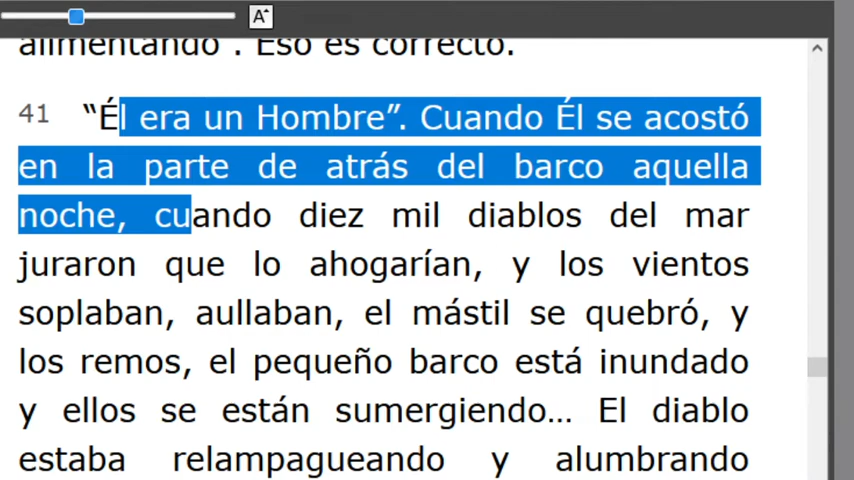 A
alimentando . Eso es correcto.
41 “Él era un Hombre”. Cuando Él se acostó
en la parte de atrás del barco aquella
noche, cuando diez mil diablos del mar
juraron que lo ahogarían, y los vientos
soplaban, aullaban, el mástil se quebró, y
los remos, el pequeño barco está inundado
y ellos se están sumergiendo… El diablo
estaba relampagueando y alumbrando